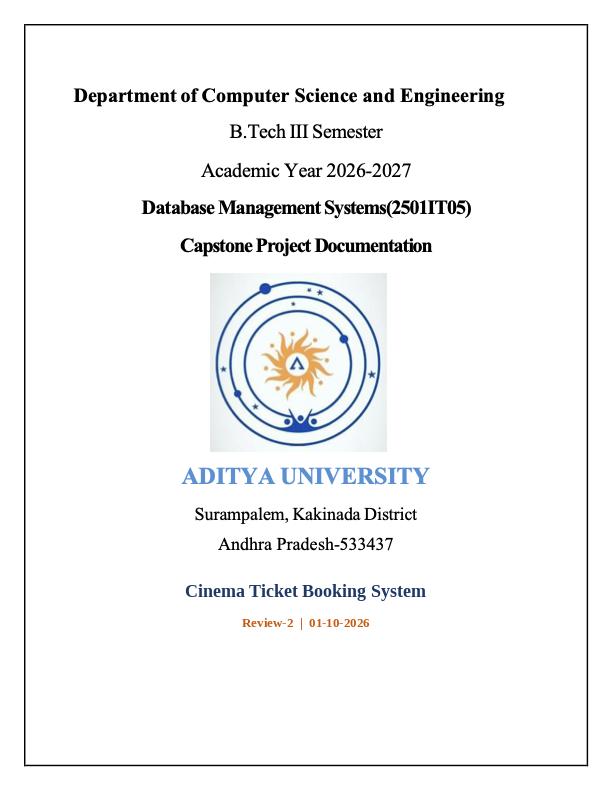 Department of Computer Science and Engineering
B.Tech III Semester
Academic Year 2026-2027
Database Management Systems(2501IT05)
Capstone Project Documentation
ADITYA UNIVERSITY
Surampalem, Kakinada District
Andhra Pradesh-533437
Cinema Ticket Booking System
Review-2 | 01-10-2026